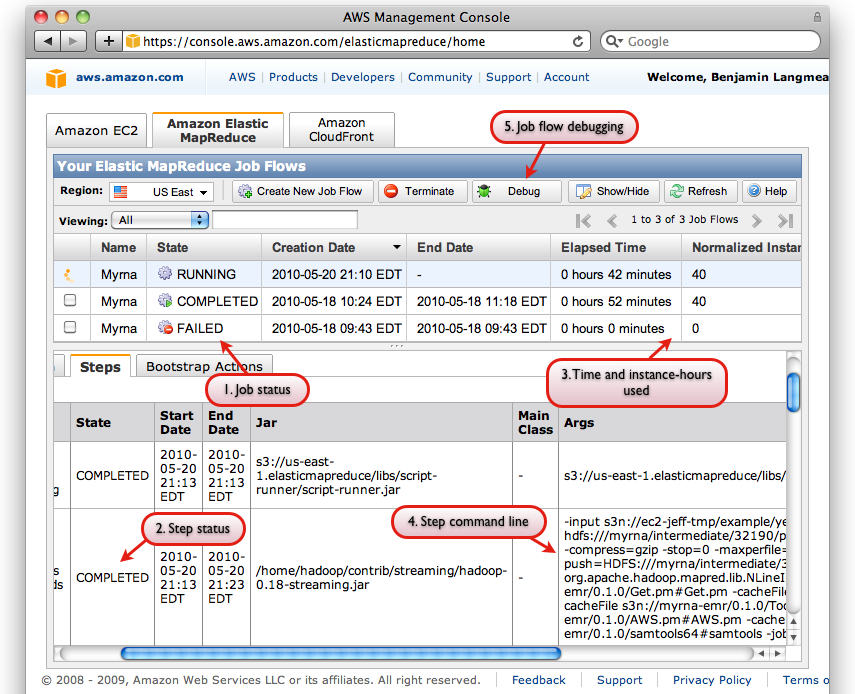 AWS Management Console
https://console.aws.amazon.com/elasticmapreduce/home
Google
aws.amazon.com
AWS | Products | Developers | Community | Support | Account
Welcome, Benjamin Langmea
Amazon EC2
Amazon Elastic
MapReduce
Amazon
CloudFront
5. Job flow debugging
Your Elastic MapReduce Job Flows
Region: US East Create New Job Flow Terminate Debug Show/Hide Refresh Help
Viewing: All 1 to 3 of 3 Job Flows
Name State Creation Date End Date Elapsed Time Normalized Instan
Myrna RUNNING 2010-05-20 21:10 EDT - 0 hours 42 minutes 40
Myrna COMPLETED 2010-05-18 10:24 EDT 2010-05-18 11:18 EDT 0 hours 52 minutes 40
Myrna FAILED 2010-05-18 09:43 EDT 2010-05-18 09:43 EDT 0 hours 0 minutes 0
Steps Bootstrap Actions
1. Job status
3. Time and instance-hours
used
State
Start
Date
End
Date
Jar
Main
Class
Args
g
COMPLETED
2010-
05-20
21:13
EDT
2010-
05-20
21:13
EDT
s3://us-east-
1.elasticmapreduce/libs/script-
runner/script-runner.jar
-
s3://us-east-1.elasticmapreduce/libs/
2. Step status
4. Step command line
s
ds
COMPLETED
2010-
05-20
21:13
EDT
2010-
05-20
21:23
EDT
/home/hadoop/contrib/streaming/hadoop-
0.18-streaming.jar
-
-input s3n://ec2-jeff-tmp/example/ye
hdfs:///myrna/intermediate/32190/p
-compress=gzip -stop=0 -maxperfile=
push=HDFS:///myrna/intermediate/3
org.apache.hadoop.mapred.lib.NLineI
emr/0.1.0/Get.pm#Get.pm -cacheFil
cacheFile s3n://myrna-emr/0.1.0/Too
emr/0.1.0/AWS.pm#AWS.pm -cache
emr/0.1.0/samtools64#samtools -job
© 2008 - 2009, Amazon Web Services LLC or its affiliates. All right reserved. | Feedback | Support | Privacy Policy | Terms o